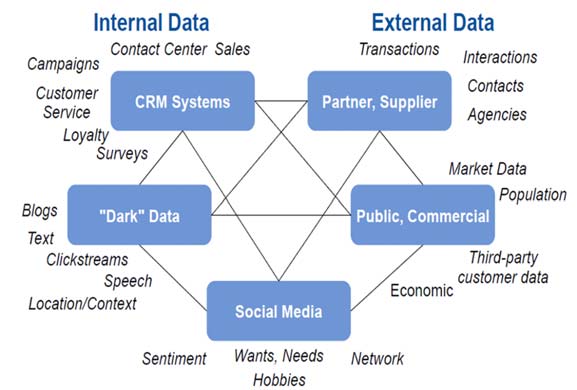 Internal Data
External Data
Contact Center Sales
Transactions
Campaigns
Interactions
CRM Systems
Partner, Supplier
Customer
Service
Contacts
Agencies
Loyalty
Surveys
Market Data
Population
"Dark" Data
Public, Commercial
Blogs
Text
Clickstreams
Speech
Location/Context
Third-party
customer data
Economic
Social Media
Sentiment
Wants, Needs
Network
Hobbies